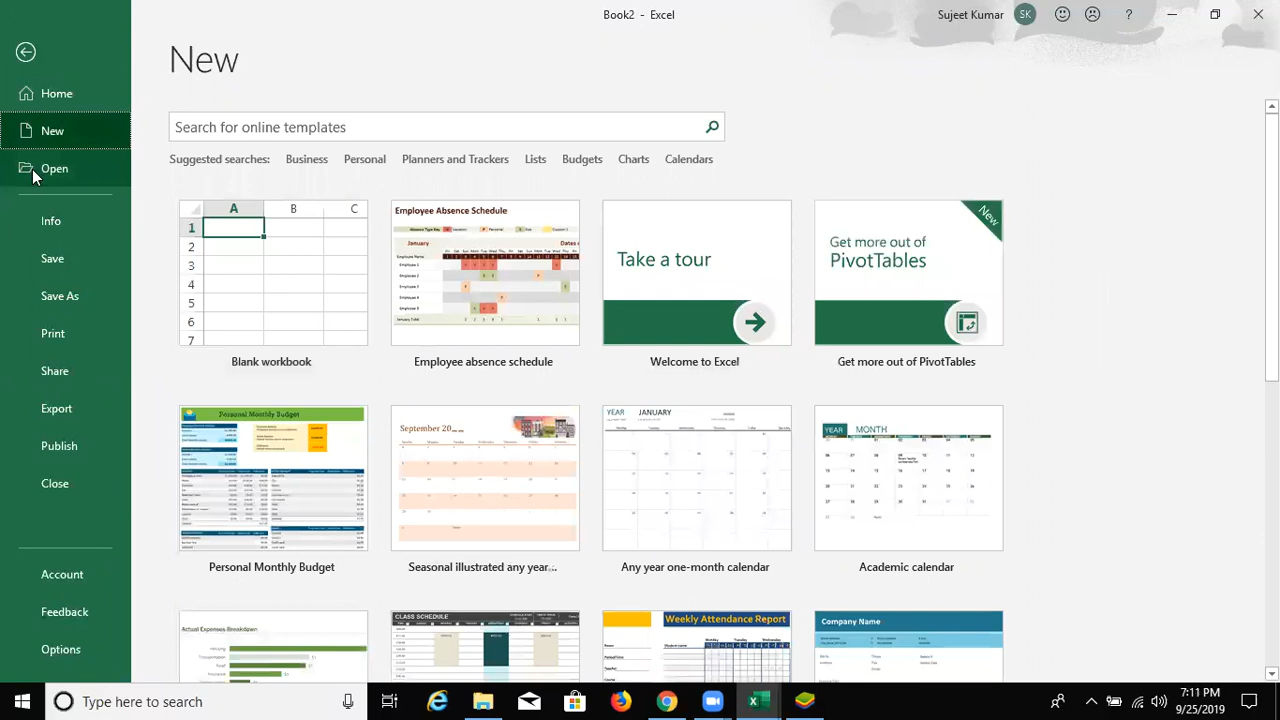 Book2 - Excel
Sujeet Kumar
SK
?
New
Home
New
Open
Info
Save
Save As
Print
Share
Export
Publish
Close
Account
Feedback
Options
Search for online templates
Suggested searches: Business Personal Planners and Trackers Lists Budgets Charts Calendars
A B C
1
2
3
4
5
6
7
Blank workbook
Employee Absence Schedule
January
Employee absence schedule
Take a tour
Welcome to Excel
New
Get more out of
PivotTables
Get more out of PivotTables
Personal Monthly Budget
Personal Monthly Budget
September 20
Seasonal illustrated any year...
YEAR JANUARY
Any year one-month calendar
YEAR MONTH
Academic calendar
Actual Expenses Breakdown
CLASS SCHEDULE
Weekly Attendance Report
Company Name
Type here to search
7:11 PM
9/25/2019